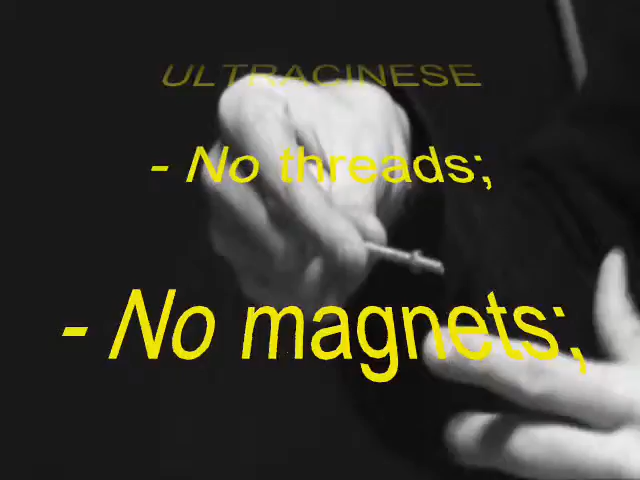 ULTRACINESE
- No threads;
- No magnets;